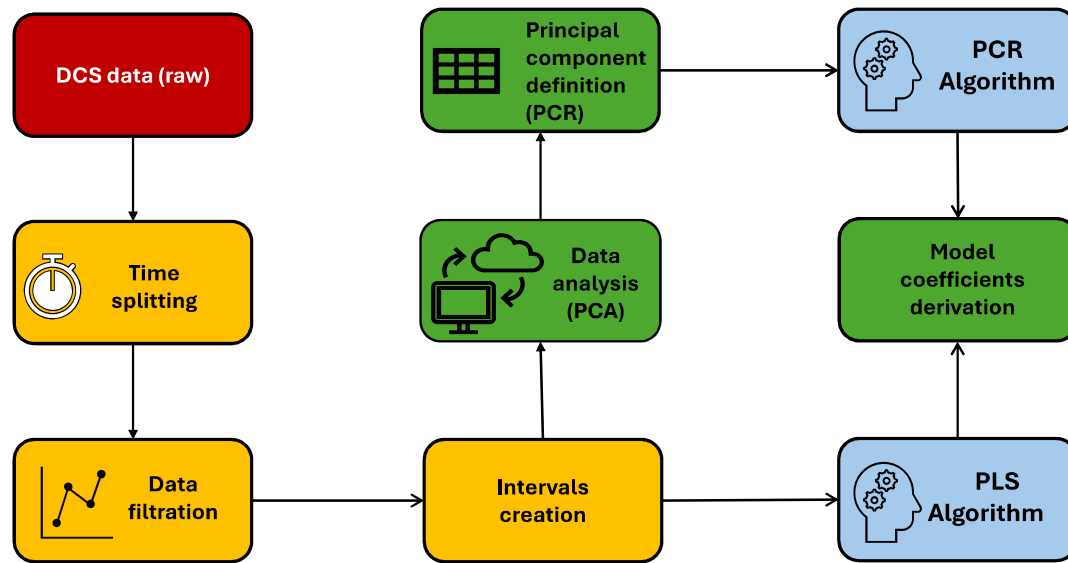 DCS data (raw)
Principal
component
definition
(PCR)
PCR
Algorithm
Time
splitting
Data
analysis
(PCA)
Model
coefficients
derivation
Data
filtration
Intervals
creation
PLS
Algorithm